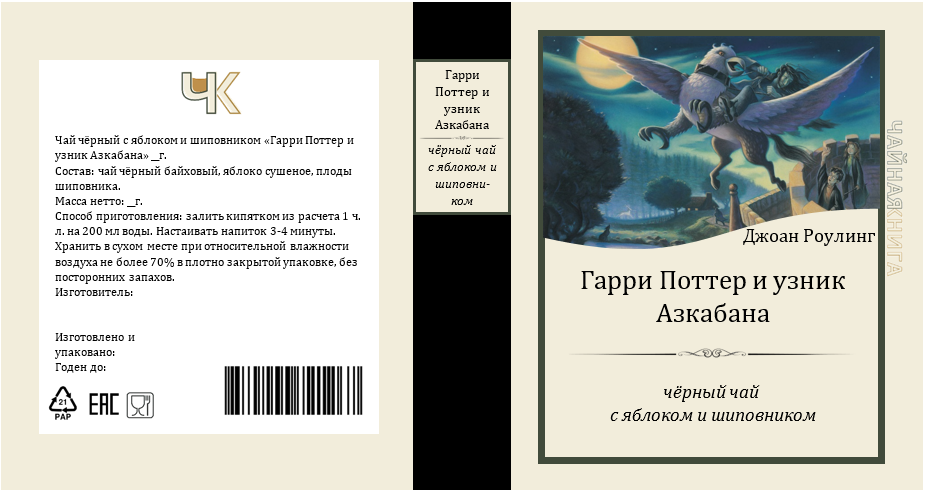 ЧК
Чай чёрный с яблоком и шиповником «Гарри Поттер и
узник Азкабана» __г.
Состав: чай чёрный байховый, яблоко сушеное, плоды
шиповника.
Масса нетто: __г.
Способ приготовления: залить кипятком из расчета 1 ч.
л. на 200 мл воды. Настаивать напиток 3-4 минуты.
Хранить в сухом месте при относительной влажности
воздуха не более 70% в плотно закрытой упаковке, без
посторонних запахов.
Изготовитель:
Изготовлено и
упаковано:
Годен до:
21
PAP
EAC
Гарри
Поттер и
узник
Азкабана
чёрный чай
с яблоком и
шиповни-
ком
Джоан Роулинг
Гарри Поттер и узник
Азкабана
чёрный чай
с яблоком и шиповником
ЧАЙНАЯКНИГА